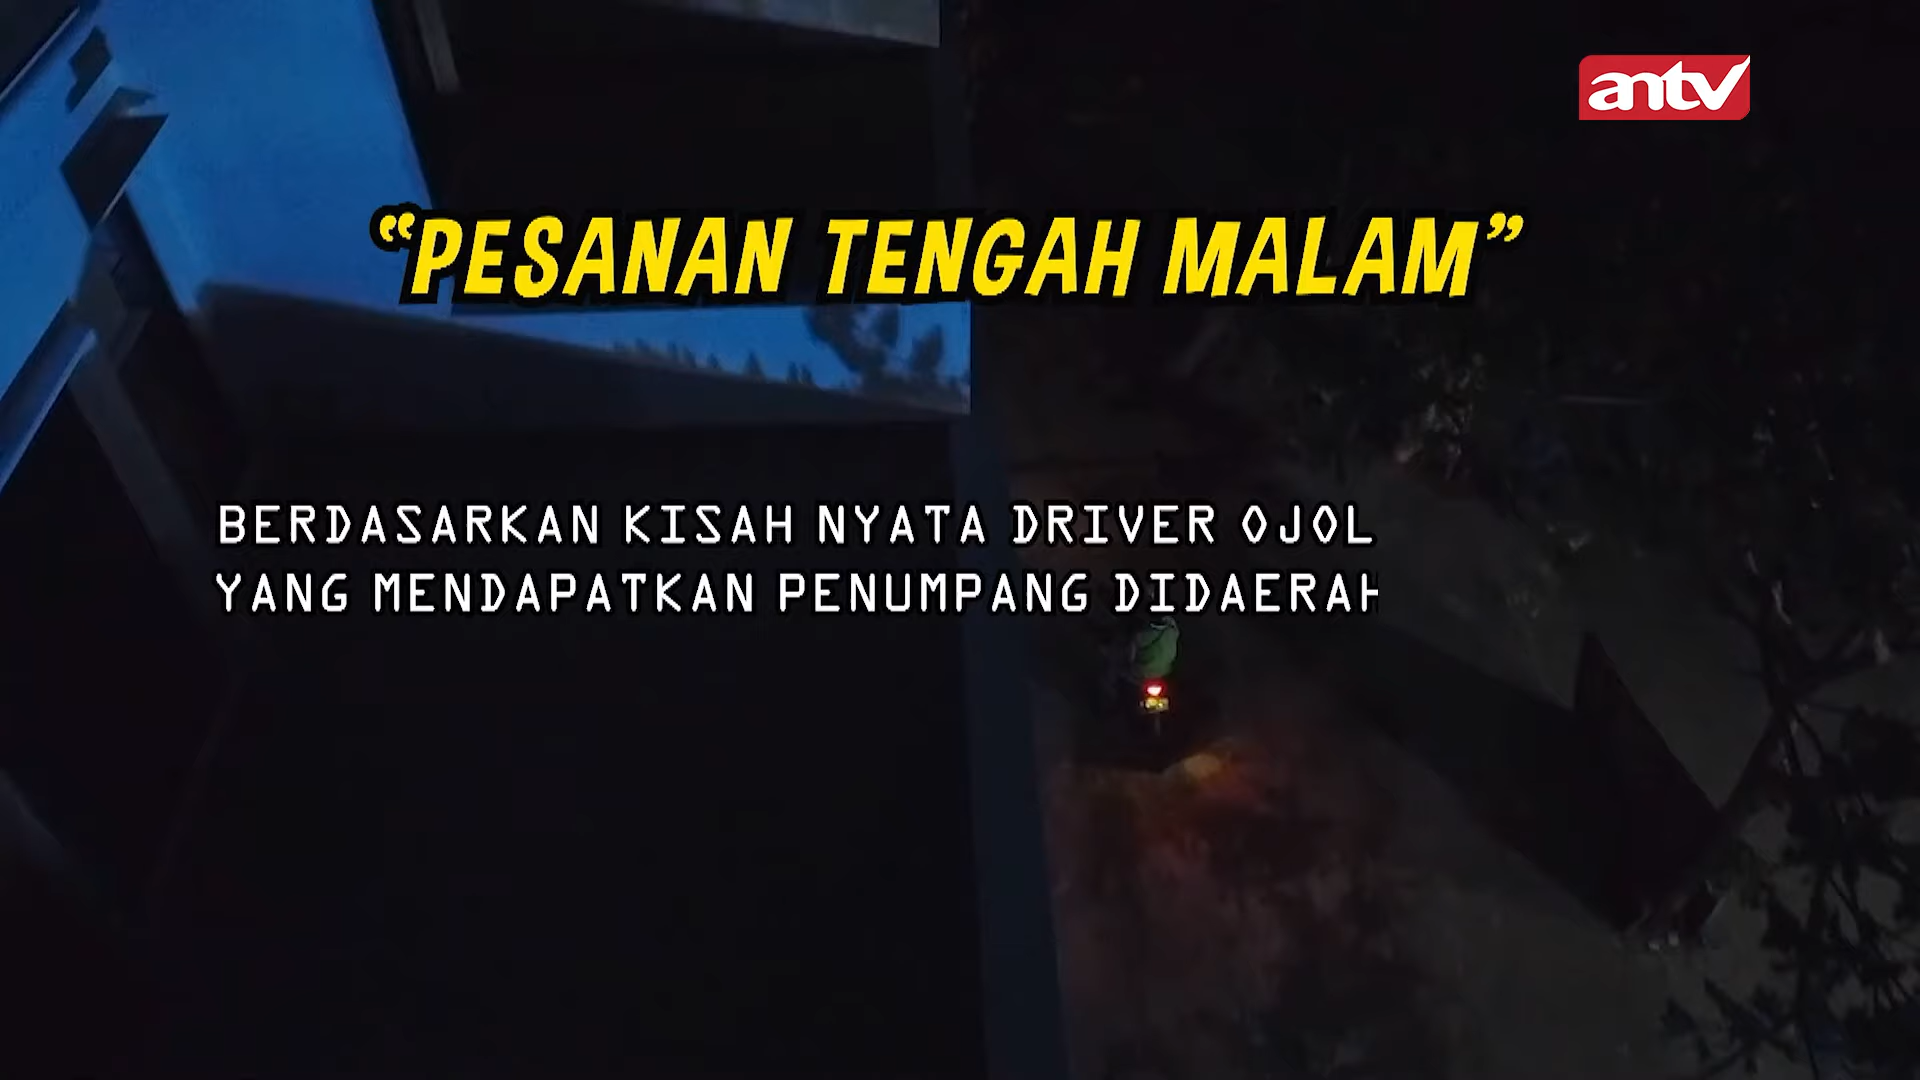 antv
“PESANAN TENGAH MALAM”
BERDASARKAN KISAH NYATA DRIVER OJOL
YANG MENDAPATKAN PENUMPANG DIDAERAH